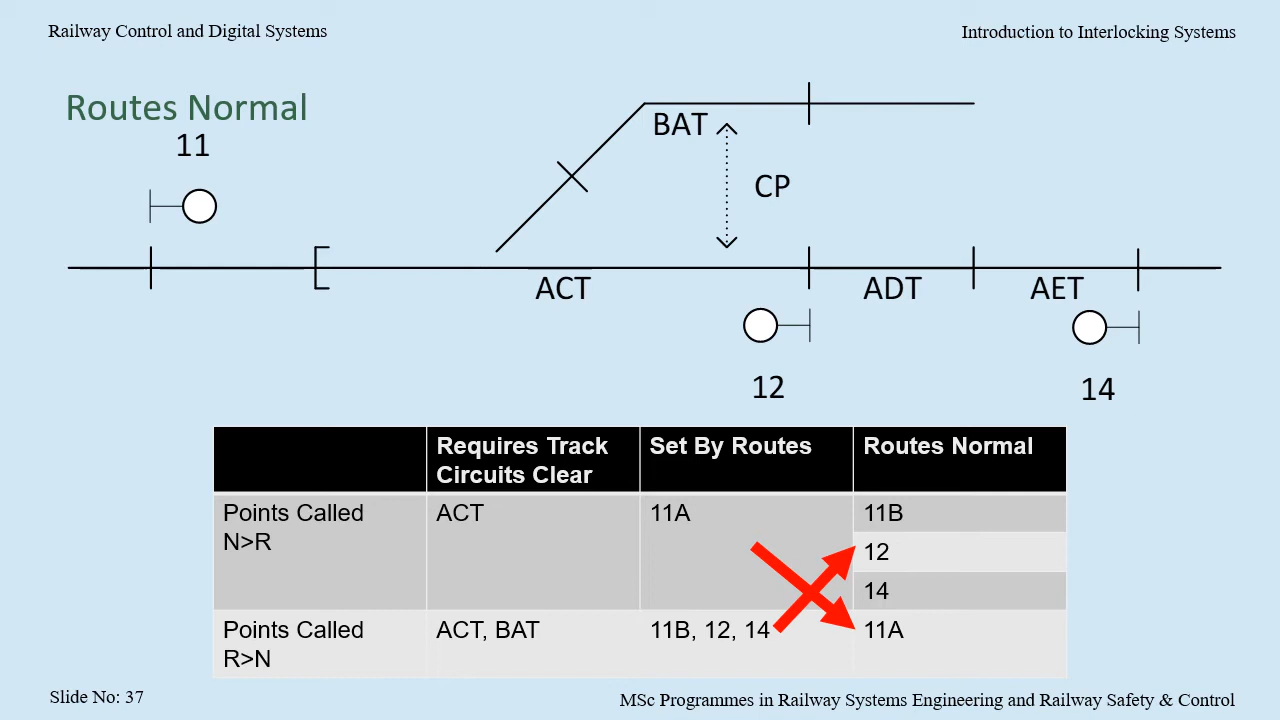 Railway Control and Digital Systems
Introduction to Interlocking Systems
Routes Normal
11
BAT
CP
ACT
ADT
AET
12
14
Requires Track
Circuits Clear
Set By Routes
Routes Normal
Points Called
N>R
ACT
11A
11B
12
14
Points Called
R>N
ACT, BAT
11B, 12, 14
11A
Slide No: 37
MSc Programmes in Railway Systems Engineering and Railway Safety & Control